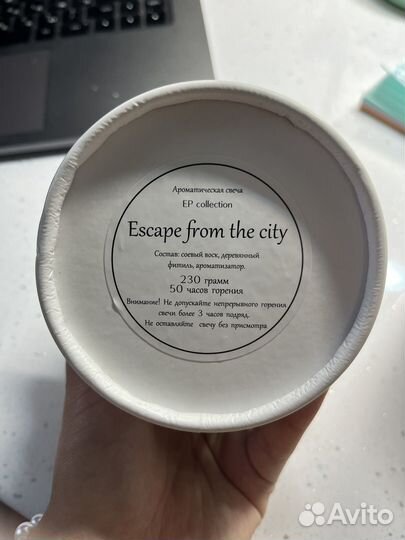 Ароматическая свеча
EP collection
Escape from the city
Состав: соевый воск, деревянный
фитиль, ароматизатор.
230 грамм
50 часов горения
Внимание! Не допускайте непрерывного горения
свечи более 3 часов подряд.
Не оставляйте свечу без присмотра
Avito